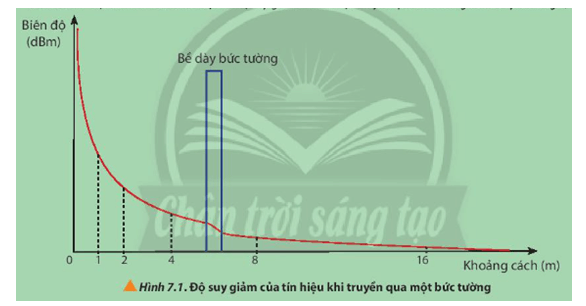 Biên độ
(dBm)
Bề dày bức tường
Chân trời sáng tạo
0 1 2 4 8 16
Khoảng cách (m)
Hình 7.1. Độ suy giảm của tín hiệu khi truyền qua một bức tường